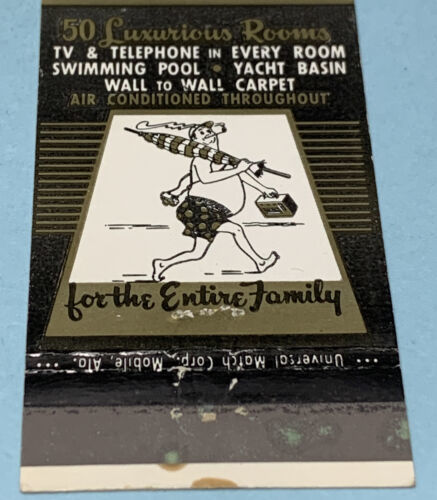 50 Luxurious Rooms
TV & TELEPHONE IN EVERY ROOM
SWIMMING POOL • YACHT BASIN
WALL TO WALL CARPET
AIR CONDITIONED THROUGHOUT
for the Entire Family
... Universal Match Corp., Mobile, Ala. ...